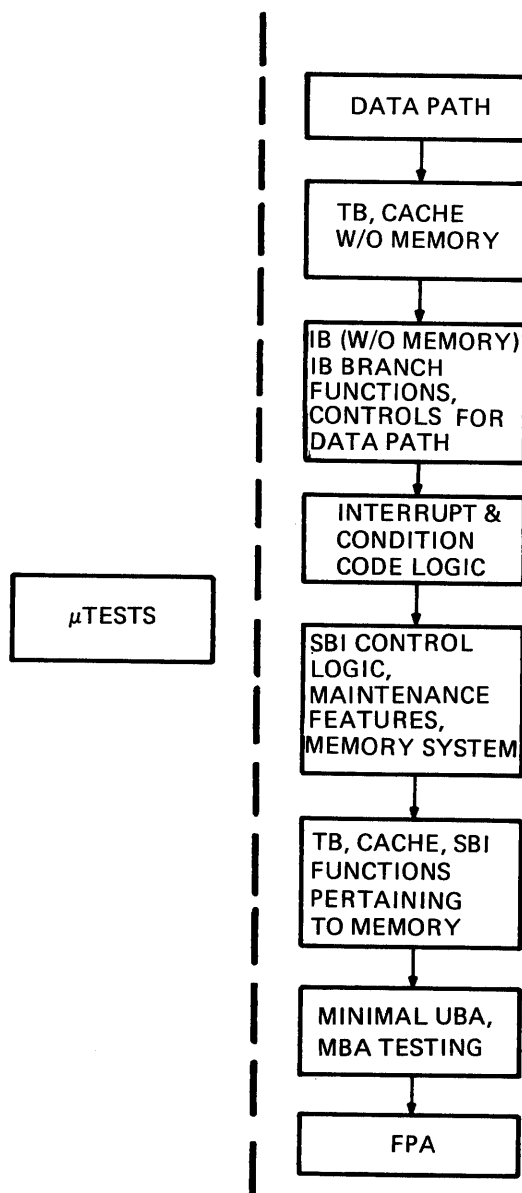 DATA PATH
TB, CACHE
W/O MEMORY
IB (W/O MEMORY)
IB BRANCH
FUNCTIONS,
CONTROLS FOR
DATA PATH
INTERRUPT &
CONDITION
CODE LOGIC
μTESTS
SBI CONTROL
LOGIC,
MAINTENANCE
FEATURES,
MEMORY SYSTEM
TB, CACHE, SBI
FUNCTIONS
PERTAINING
TO MEMORY
MINIMAL UBA,
MBA TESTING
FPA